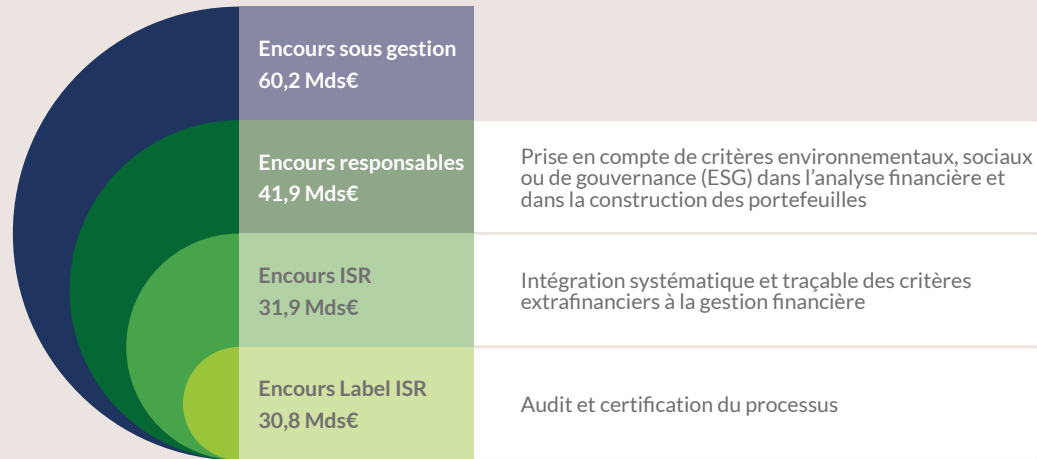 Encours sous gestion
60,2 Mds€
Encours responsables
41,9 Mds€
Prise en compte de critères environnementaux, sociaux
ou de gouvernance (ESG) dans l’analyse financière et
dans la construction des portefeuilles
Encours ISR
31,9 Mds€
Intégration systématique et traçable des critères
extrafinanciers à la gestion financière
Encours Label ISR
30,8 Mds€
Audit et certification du processus